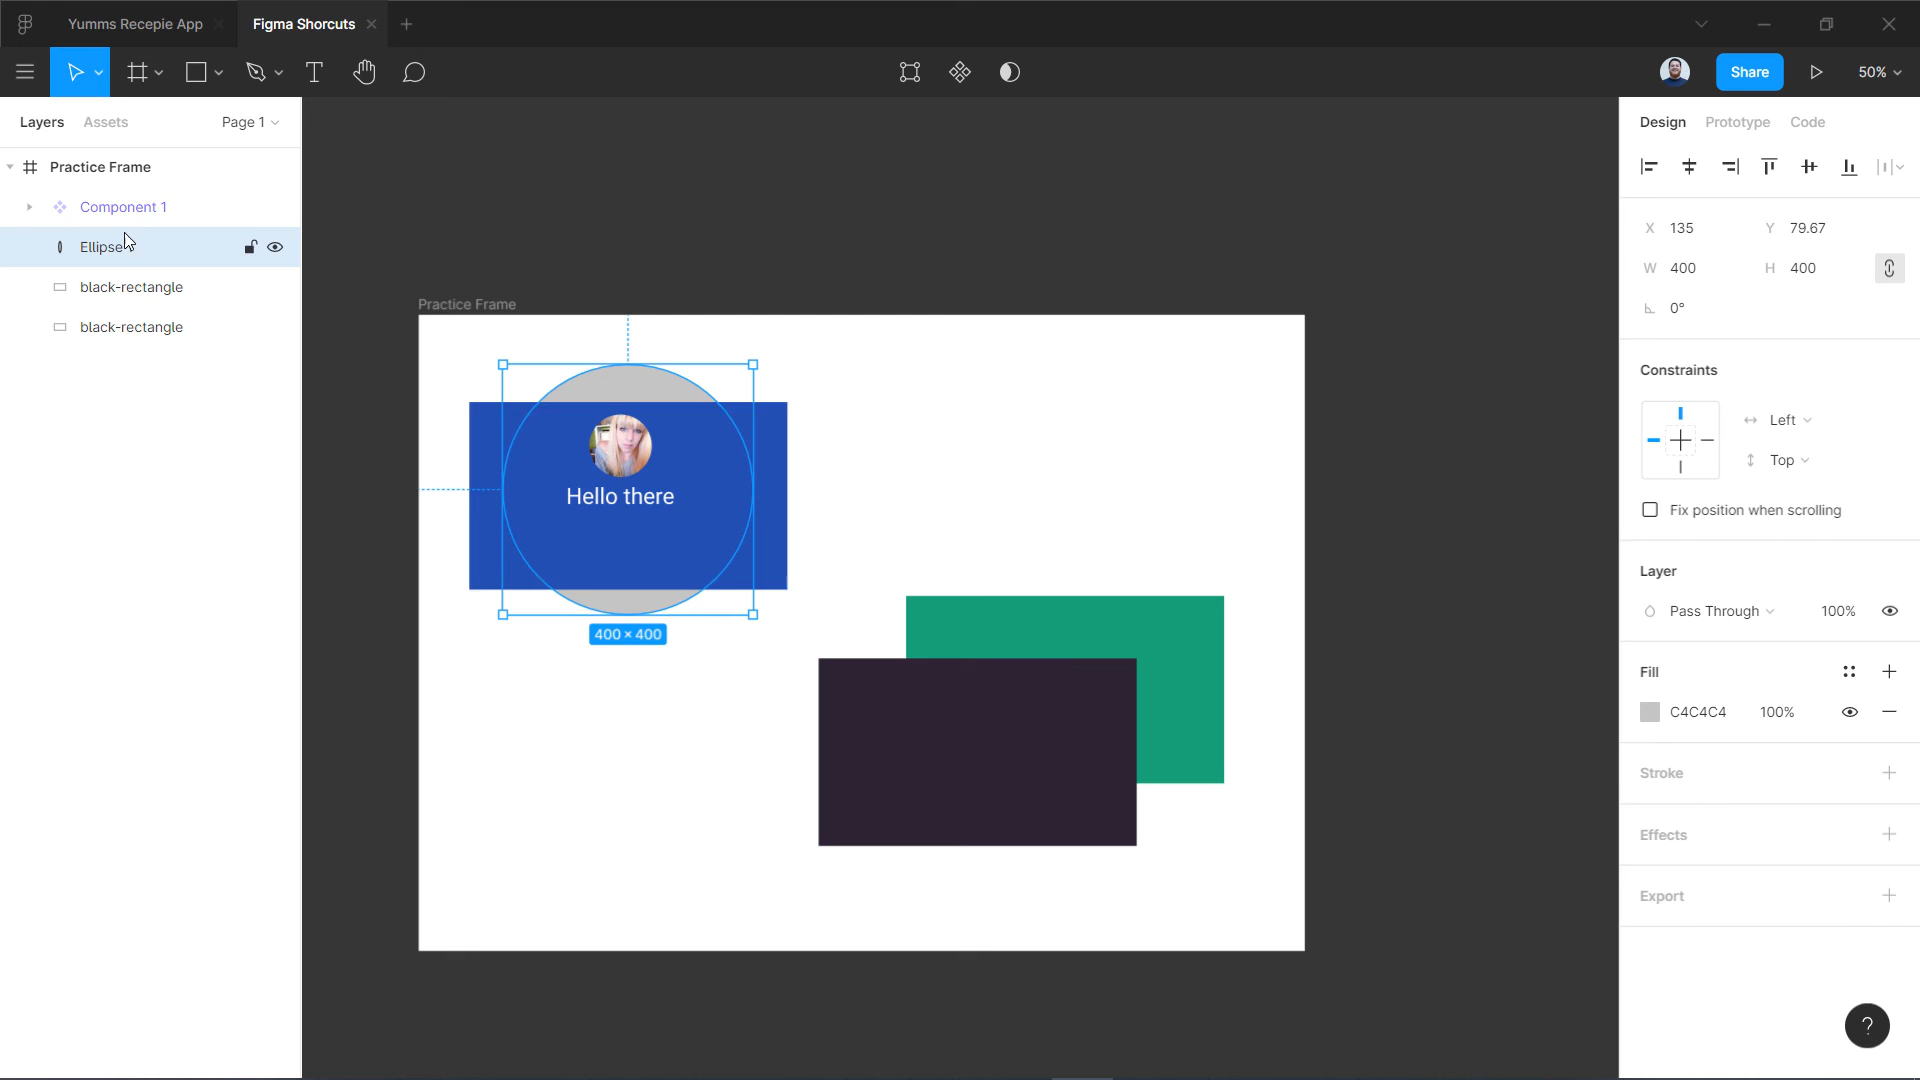 Yumms Recepie App
Figma Shorcuts
Share
50%
Layers
Assets
Page 1
Practice Frame
Component 1
Ellipse
black-rectangle
black-rectangle
Practice Frame
Hello there
400 × 400
Design
Prototype
Code
X 135
Y 79.67
W 400
H 400
0°
Constraints
Left
Top
Fix position when scrolling
Layer
Pass Through
100%
Fill
C4C4C4
100%
Stroke
Effects
Export
?